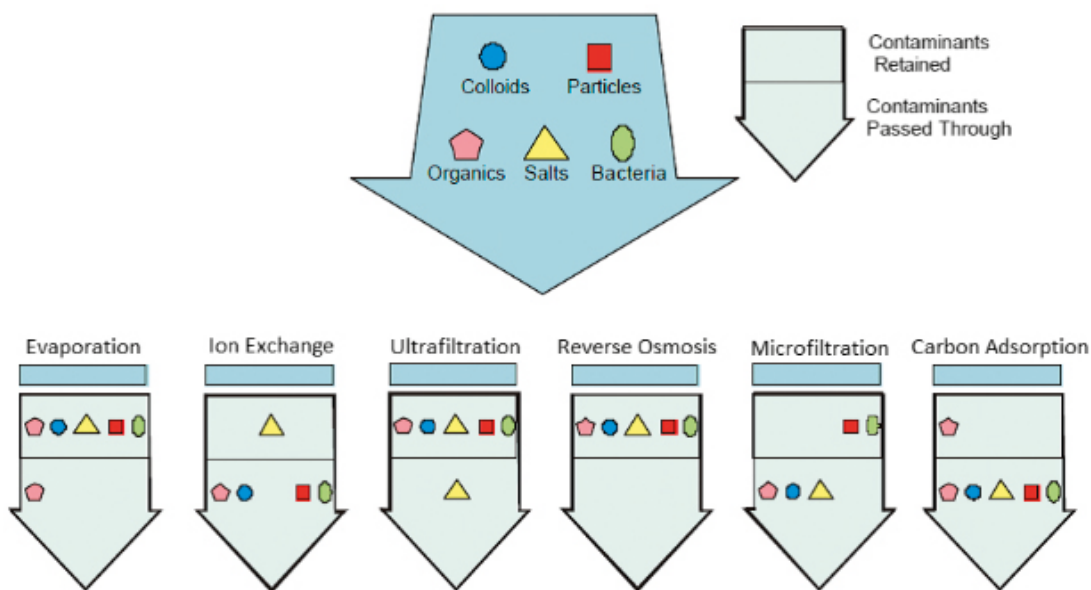 Colloids Particles
Organics Salts Bacteria
Contaminants
Retained
Contaminants
Passed Through
Evaporation Ion Exchange Ultrafiltration Reverse Osmosis Microfiltration Carbon Adsorption